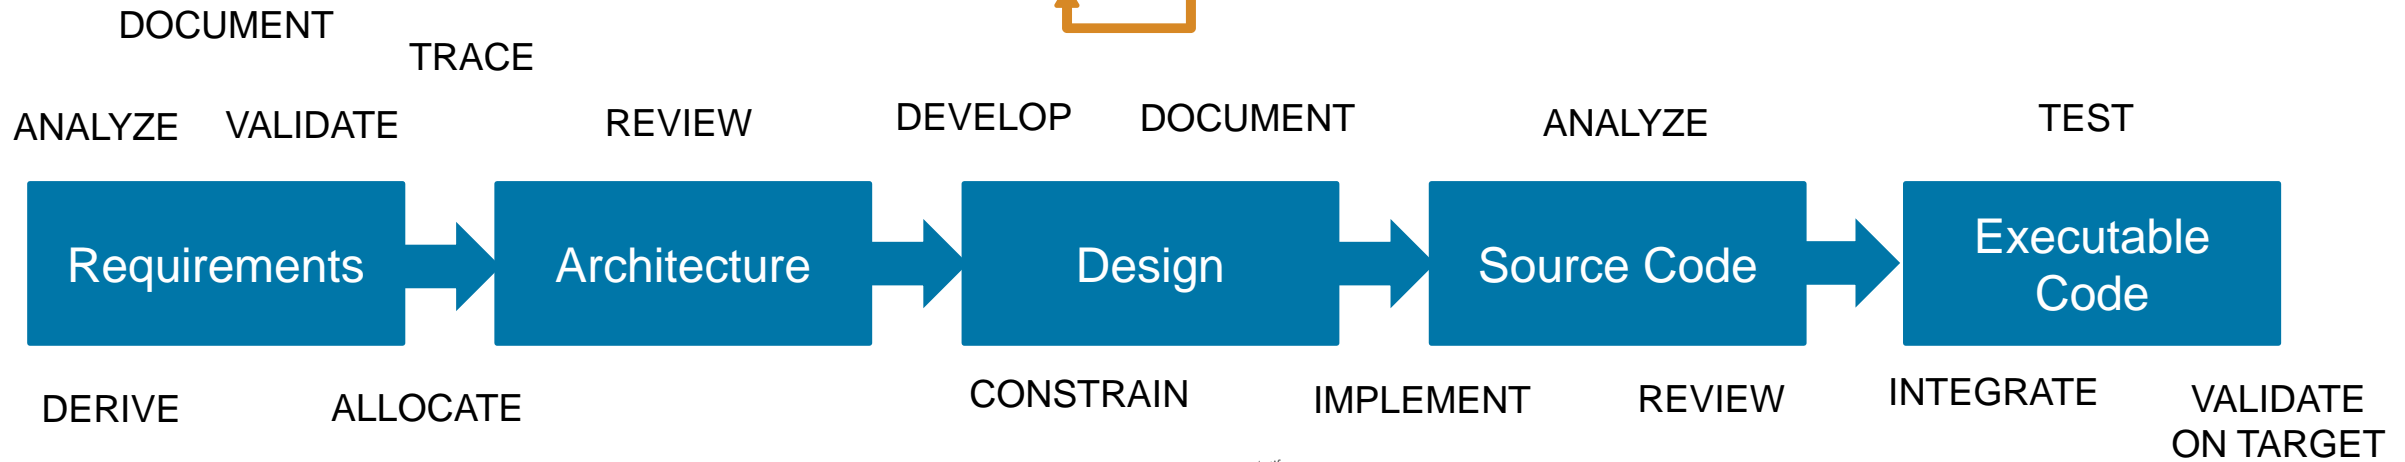 DOCUMENT
TRACE
ANALYZE
VALIDATE
REVIEW
DEVELOP
DOCUMENT
ANALYZE
TEST
Requirements
Architecture
Design
Source Code
Executable
Code
DERIVE
ALLOCATE
CONSTRAIN
IMPLEMENT
REVIEW
INTEGRATE
VALIDATE
ON TARGET